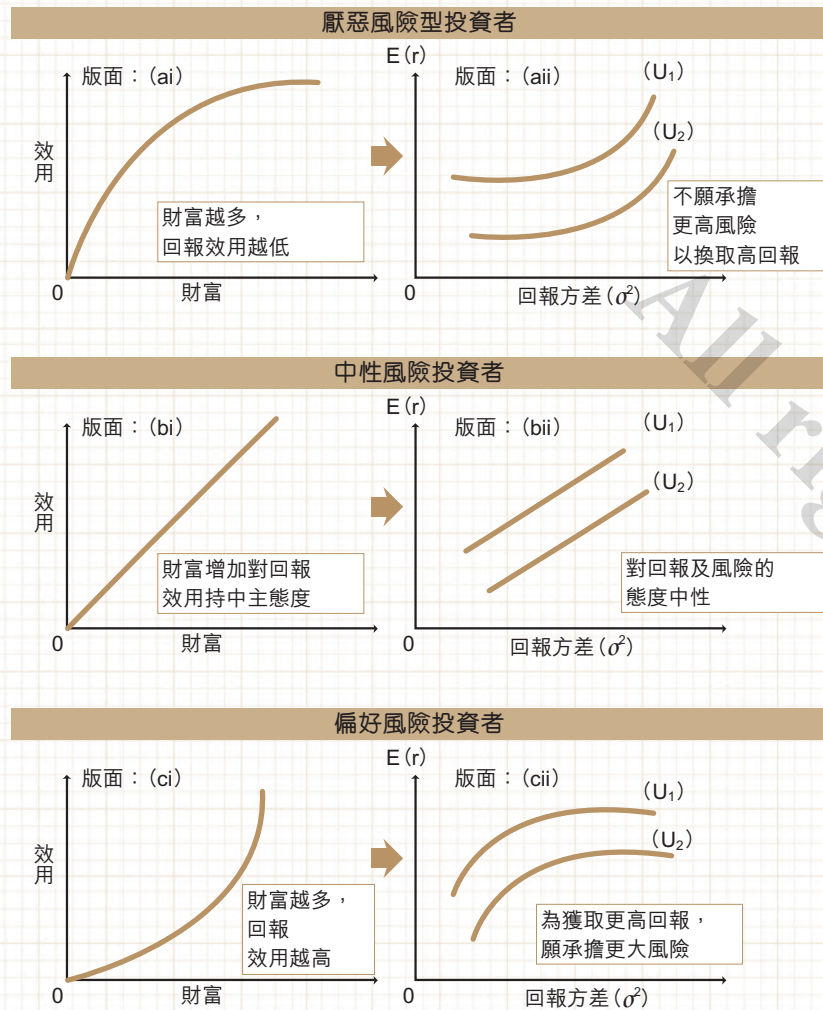 厭惡風險型投資者
版面：(ai)
效用
財富越多，
回報效用越低
0
財富
E(r)
版面：(aii)
(U₁)
(U₂)
不願承擔
更高風險
以換取高回報
0
回報方差(σ²)
中性風險投資者
版面：(bi)
效用
財富增加對回報
效用持中主態度
0
財富
E(r)
版面：(bii)
(U₁)
(U₂)
對回報及風險的
態度中性
0
回報方差(σ²)
偏好風險投資者
版面：(ci)
效用
財富越多，
回報
效用越高
0
財富
E(r)
版面：(cii)
(U₁)
(U₂)
為獲取更高回報，
願承擔更大風險
0
回報方差(σ²)
All rig